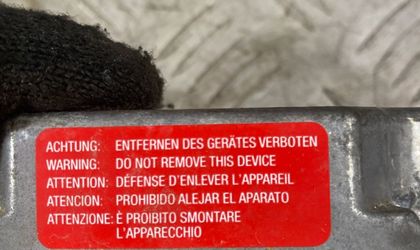 ACHTUNG: ENTFERNEN DES GERÄTES VERBOTEN
WARNING: DO NOT REMOVE THIS DEVICE
ATTENTION: DÉFENSE D'ENLEVER L'APPAREIL
ATENCION: PROHIBIDO ALEJAR EL APARATO
ATTENZIONE: È PROIBITO SMONTARE
L'APPARECCHIO